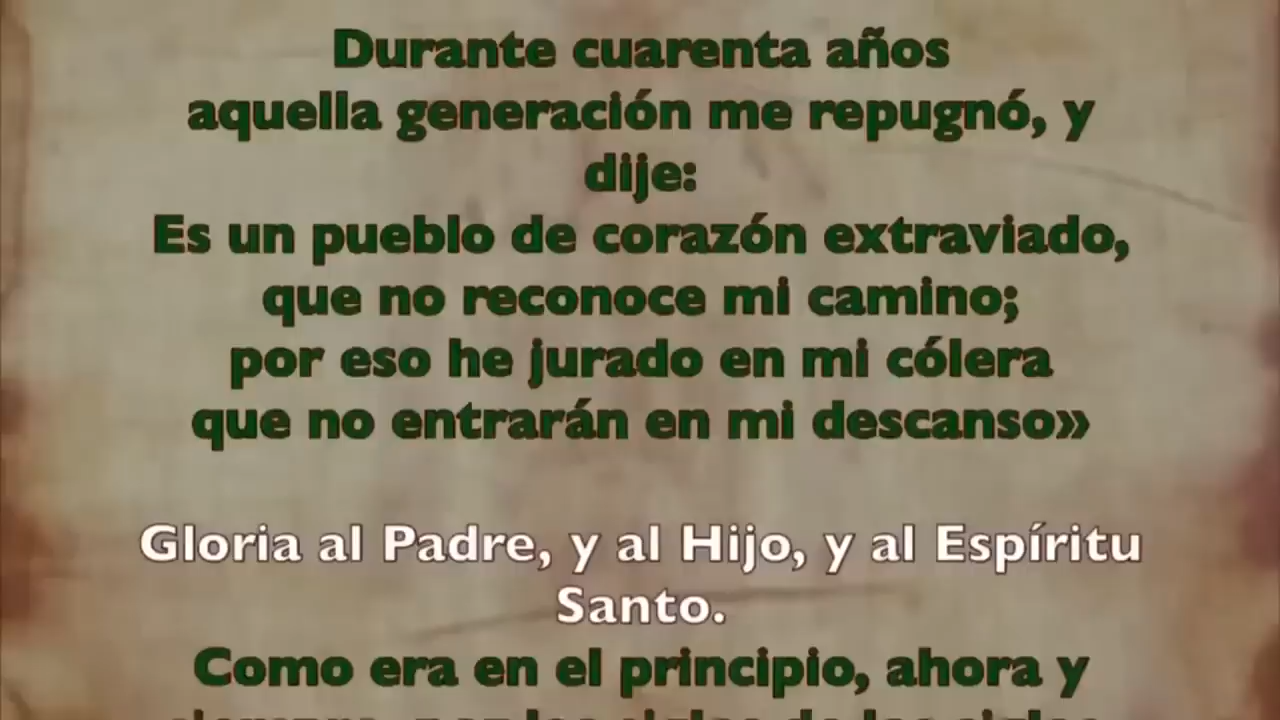 Durante cuarenta años
aquella generación me repugnó, y
dije:
Es un pueblo de corazón extraviado,
que no reconoce mi camino;
por eso he jurado en mi cólera
que no entrarán en mi descanso»
Gloria al Padre, y al Hijo, y al Espíritu
Santo.
Como era en el principio, ahora y